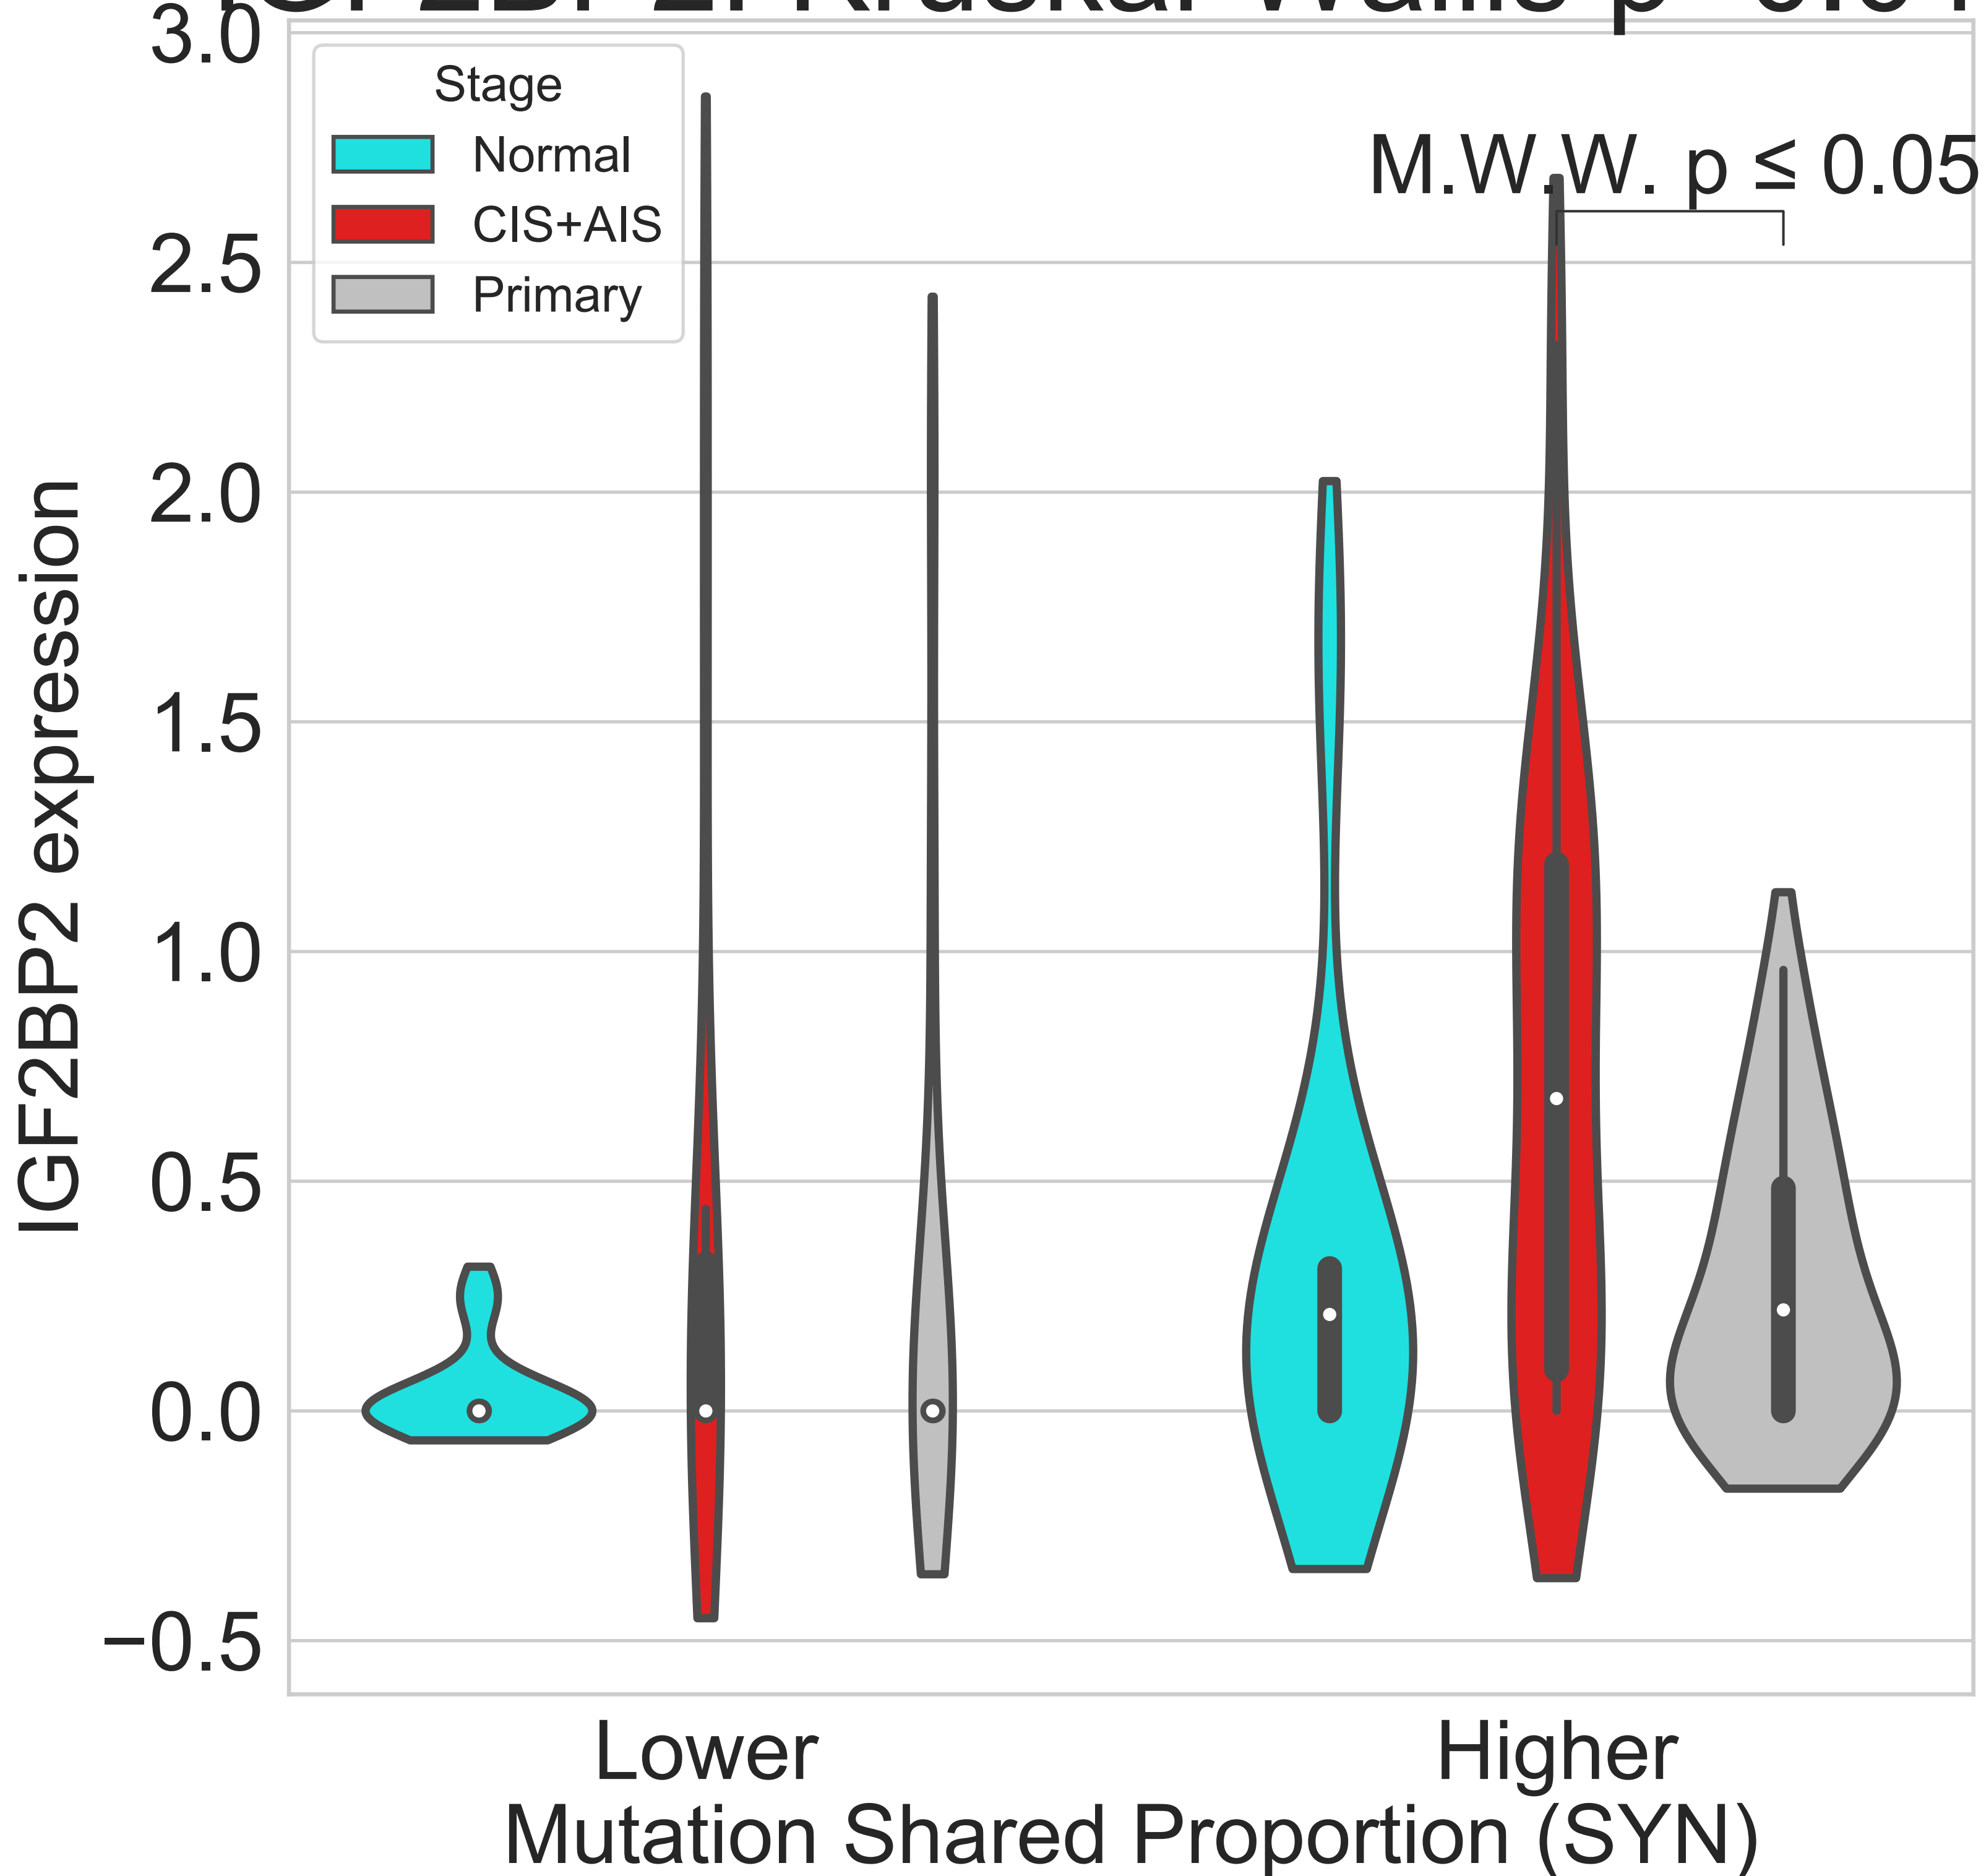 3.0
Stage
Normal
CIS+AIS
Primary
M.W.W. p ≤ 0.05
2.5
2.0
1.5
1.0
0.5
0.0
−0.5
IGF2BP2 expression
Lower
Higher
Mutation Shared Proportion (SYN)